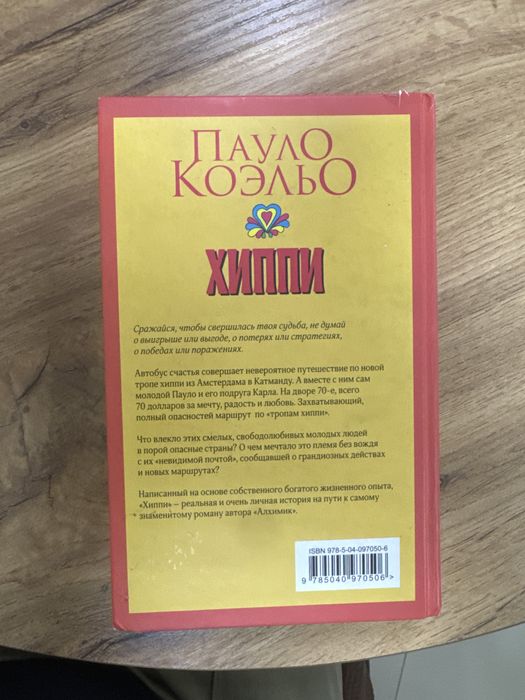 ПАУЛО
КОЭЛЬО
ХИППИ
Сражайся, чтобы свершилась твоя судьба, не думай
о выигрыше или выгоде, о потерях или стратегиях,
о победах или поражениях.
Автобус счастья совершает невероятное путешествие по новой
тропе хиппи из Амстердама в Катманду. А вместе с ним сам
молодой Пауло и его подруга Карла. На дворе 70-е, всего
70 долларов за мечту, радость и любовь. Захватывающий,
полный опасностей маршрут по «тропам хиппи».
Что влекло этих смелых, свободолюбивых молодых людей
в порой опасные страны? О чем мечтало это племя без вождя
с их «невидимой почтой», сообщавшей о грандиозных действах
и новых маршрутах?
Написанный на основе собственного богатого жизненного опыта,
«Хиппи» – реальная и очень личная история на пути к самому
знаменитому роману автора «Алхимик».
ISBN 978-5-04-097050-6
9 785040 970506 >